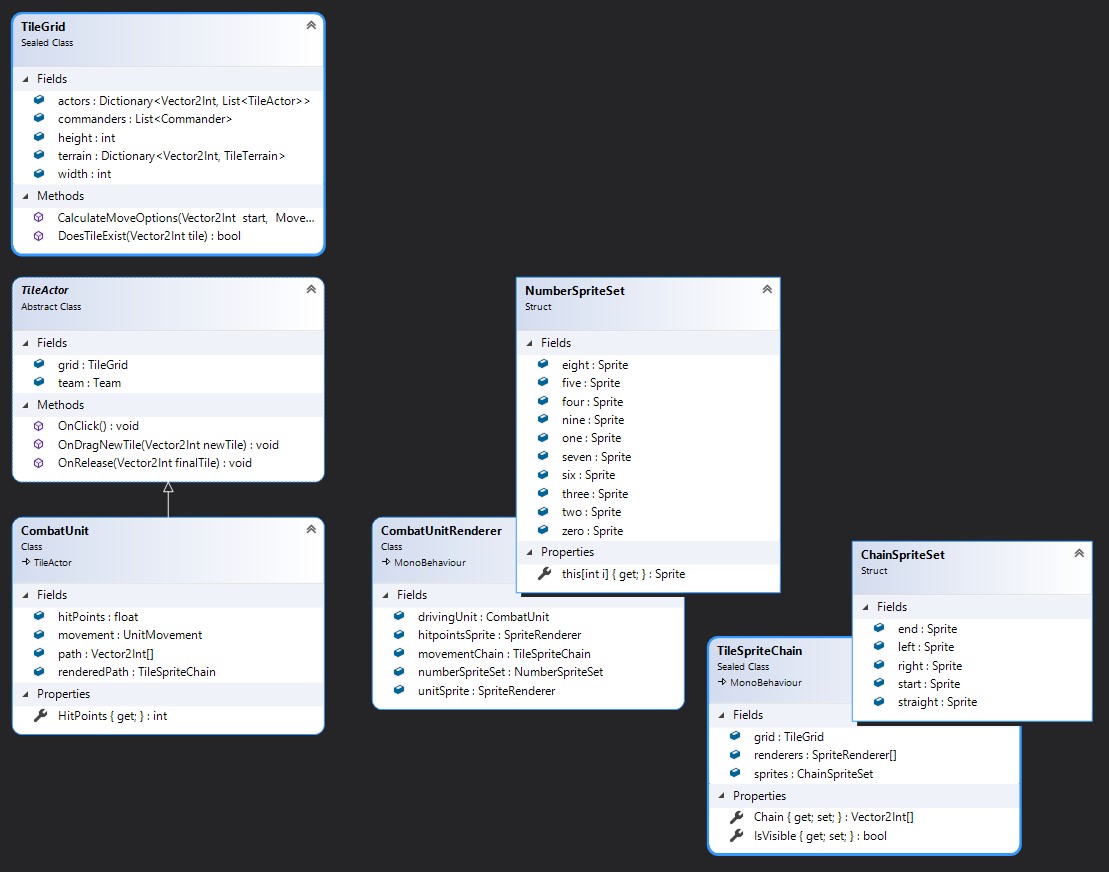 TileGrid
Sealed Class
Fields
actors : Dictionary<Vector2Int, List<TileActor>>
commanders : List<Commander>
height : int
terrain : Dictionary<Vector2Int, TileTerrain>
width : int
Methods
CalculateMoveOptions(Vector2Int start, Move...
DoesTileExist(Vector2Int tile) : bool
TileActor
Abstract Class
Fields
grid : TileGrid
team : Team
Methods
OnClick() : void
OnDragNewTile(Vector2Int newTile) : void
OnRelease(Vector2Int finalTile) : void
CombatUnit
Class
TileActor
Fields
hitPoints : float
movement : UnitMovement
path : Vector2Int[]
renderedPath : TileSpriteChain
Properties
HitPoints { get; } : int
NumberSpriteSet
Struct
Fields
eight : Sprite
five : Sprite
four : Sprite
nine : Sprite
one : Sprite
seven : Sprite
six : Sprite
three : Sprite
two : Sprite
zero : Sprite
Properties
this[int i] { get; } : Sprite
CombatUnitRenderer
Class
MonoBehaviour
Fields
drivingUnit : CombatUnit
hitpointsSprite : SpriteRenderer
movementChain : TileSpriteChain
numberSpriteSet : NumberSpriteSet
unitSprite : SpriteRenderer
ChainSpriteSet
Struct
Fields
end : Sprite
left : Sprite
right : Sprite
start : Sprite
straight : Sprite
TileSpriteChain
Sealed Class
MonoBehaviour
Fields
grid : TileGrid
renderers : SpriteRenderer[]
sprites : ChainSpriteSet
Properties
Chain { get; set; } : Vector2Int[]
IsVisible { get; set; } : bool